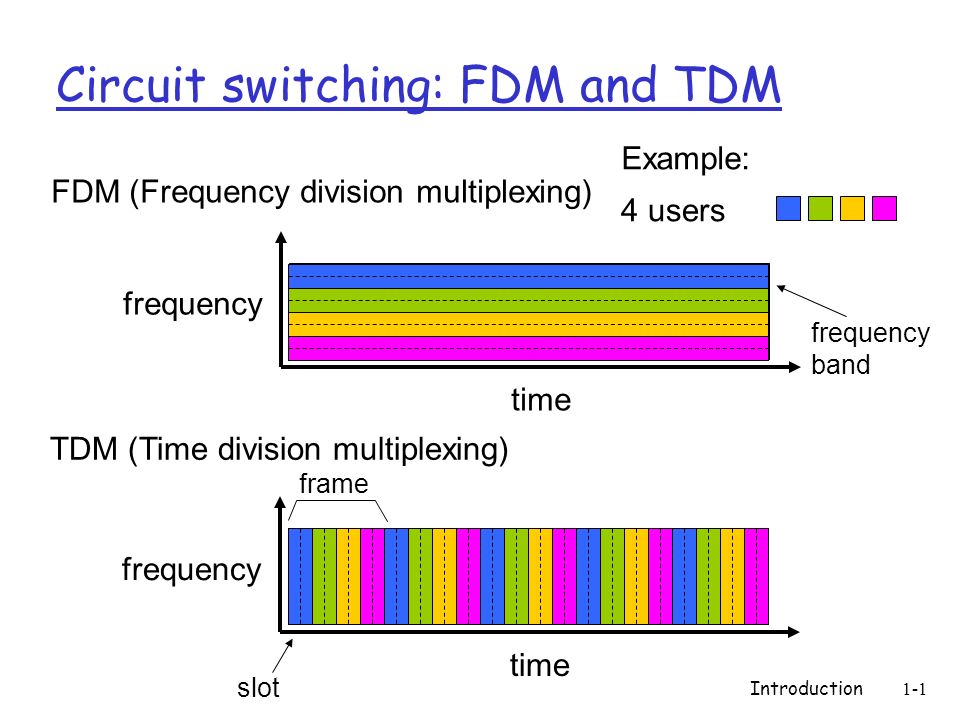 Circuit switching: FDM and TDM
Example:
FDM (Frequency division multiplexing)
4 users
frequency
frequency
band
time
TDM (Time division multiplexing)
frame
frequency
time
slot
Introduction 1-1